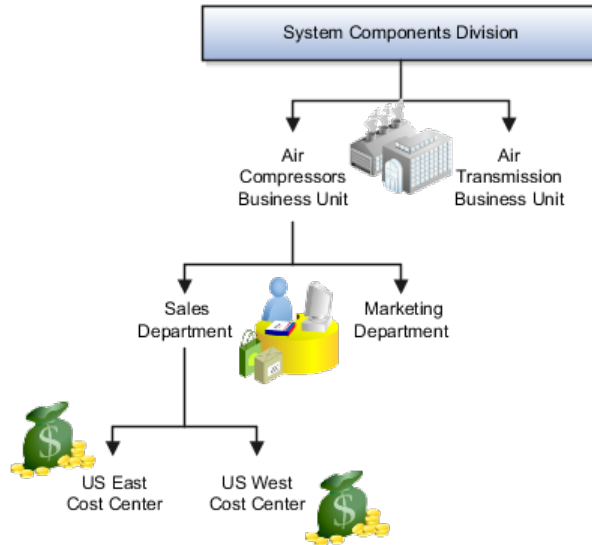 System Components Division
Air
Compressors
Business Unit
Air
Transmission
Business Unit
Sales
Department
Marketing
Department
US East
Cost Center
US West
Cost Center
$
$